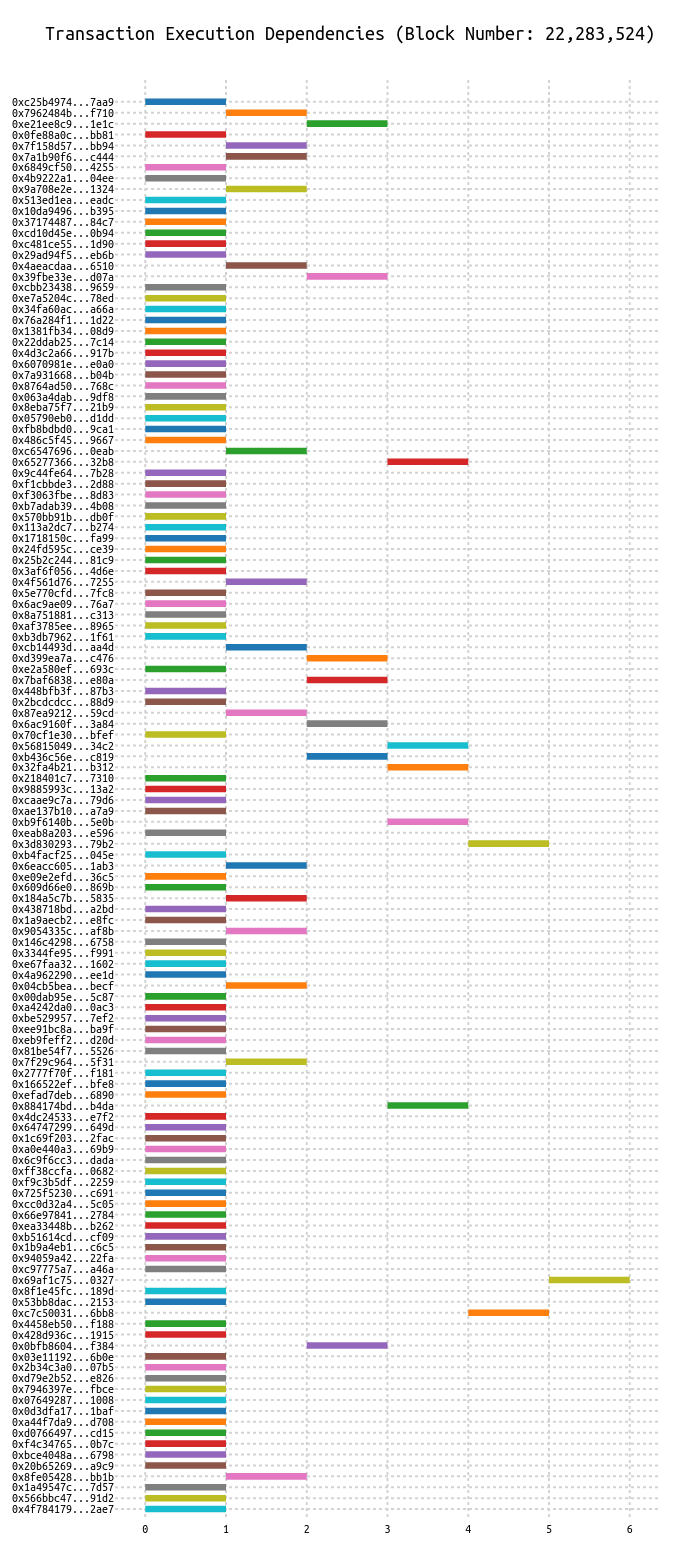 Transaction Execution Dependencies (Block Number: 22,283,524)
0xc25b4974...7aa9
0x7962484b...f710
0xe21ee8c9...1e1c
0x0fe88a0c...bb81
0x7f158d57...bb94
0x7a1b90f6...c444
0x6849cf50...4255
0x4b9222a1...04ee
0x9a708e2e...1324
0x513ed1ea...eadc
0x10da9496...b395
0x37174487...84c7
0xcd10d45e...0b94
0xc481ce55...1d90
0x29ad94f5...eb6b
0x4aeacdaa...6510
0x39fbe33e...d07a
0xcbb23438...9659
0xe7a5204c...78ed
0x34fa60ac...a66a
0x76a284f1...1d22
0x1381fb34...08d9
0x22ddab25...7c14
0x4d3c2a66...917b
0x6070981e...e0a0
0x7a931668...b04b
0x8764ad50...768c
0x063a4dab...9df8
0x8eba75f7...21b9
0x05790eb0...d1dd
0xfb8bdbd0...9ca1
0x486c5f45...9667
0xc6547696...0eab
0x65277366...32b8
0x9c44fe64...7b28
0xf1cbbde3...2d88
0xf3063fbe...8d83
0xb7adab39...4b08
0x570bb91b...db0f
0x113a2dc7...b274
0x1718150c...fa99
0x24fd595c...ce39
0x25b2c244...81c9
0x3af6f056...4d6e
0x4f561d76...7255
0x5e770cfd...7fc8
0x6ac9ae09...76a7
0x8a751881...c313
0xaf3785ee...8965
0xb3db7962...1f61
0xcb14493d...aa4d
0xd399ea7a...c476
0xe2a580ef...693c
0x7baf6838...e80a
0x448bfb3f...87b3
0x2bcdcdcc...88d9
0x87ea9212...59cd
0x6ac9160f...3a84
0x70cf1e30...bfef
0x56815049...34c2
0xb436c56e...c819
0x32fa4b21...b312
0x218401c7...7310
0x9885993c...13a2
0xcaae9c7a...79d6
0xae137b10...a7a9
0xb9f6140b...5e0b
0xeab8a203...e596
0x3d830293...79b2
0xb4facf25...045e
0x6eacc605...1ab3
0xe09e2efd...36c5
0x609d66e0...869b
0x184a5c7b...5835
0x438718bd...a2bd
0x1a9aecb2...e8fc
0x9054335c...af8b
0x146c4298...6758
0x3344fe95...f991
0xe67faa32...1602
0x4a962290...ee1d
0x04cb5bea...becf
0x00dab95e...5c87
0xa4242da0...0ac3
0xbe529957...7ef2
0xee91bc8a...ba9f
0xeb9feff2...d20d
0x81be54f7...5526
0x7f29c964...5f31
0x2777f70f...f181
0x166522ef...bfe8
0xefad7deb...6890
0x884174bd...b4da
0x4dc24533...e7f2
0x64747299...649d
0x1c69f203...2fac
0xa0e440a3...69b9
0x6c9f6cc3...dada
0xff38ccfa...0682
0xf9c3b5df...2259
0x725f5230...c691
0xcc0d32a4...5c05
0x66e97841...2784
0xea33448b...b262
0xb51614cd...cf09
0x1b9a4eb1...c6c5
0x94059a42...22fa
0xc97775a7...a46a
0x69af1c75...0327
0x8f1e45fc...189d
0x53bb8dac...2153
0xc7c50031...6bb8
0x4458eb50...f188
0x428d936c...1915
0x0bfb8604...f384
0x03e11192...6b0e
0x2b34c3a0...07b5
0xd79e2b52...e826
0x7946397e...fbce
0x07649287...1008
0x0d3dfa17...1baf
0xa44f7da9...d708
0xd0766497...cd15
0xf4c34765...0b7c
0xbce4048a...6798
0x20b65269...a9c9
0x8fe05428...bb1b
0x1a49547c...7d57
0x566bbc47...91d2
0x4f784179...2ae7
0 1 2 3 4 5 6